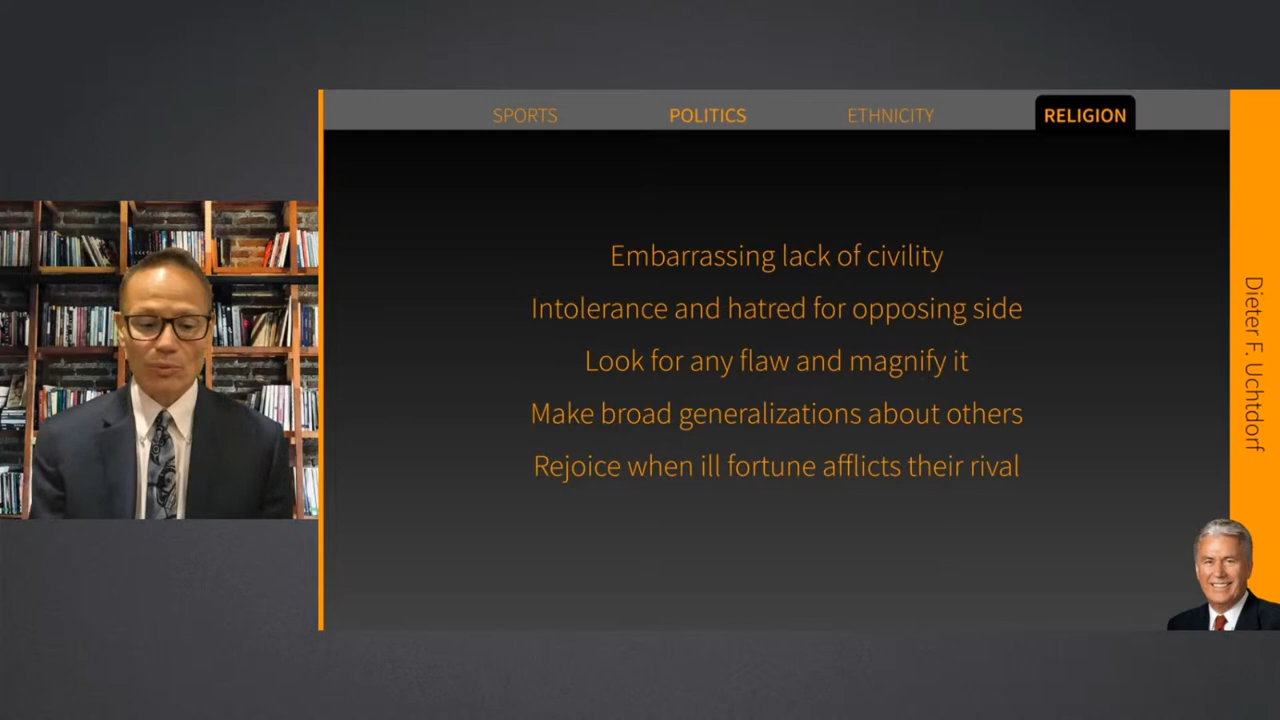 SPORTS
POLITICS
ETHNICITY
RELIGION
Embarrassing lack of civility
Intolerance and hatred for opposing side
Look for any flaw and magnify it
Make broad generalizations about others
Rejoice when ill fortune afflicts their rival
Dieter F. Uchtdorf